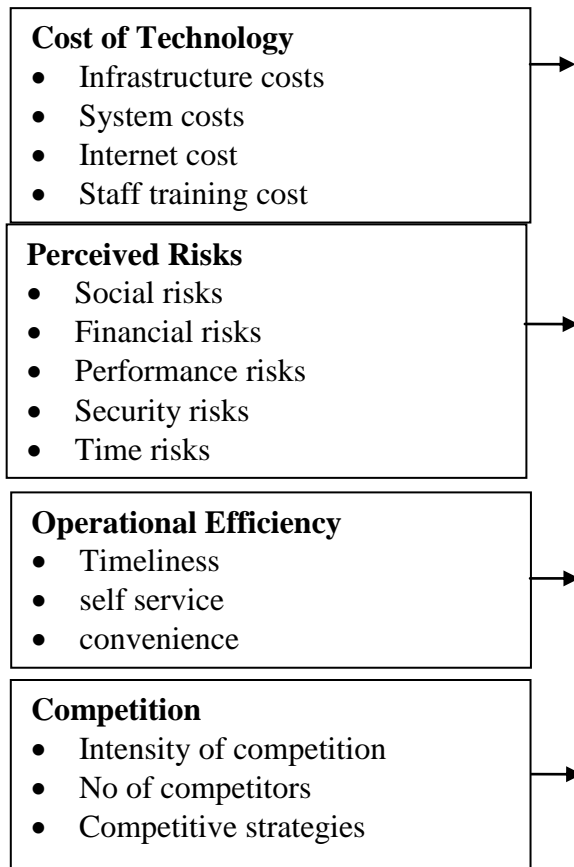 Cost of Technology
• Infrastructure costs
• System costs
• Internet cost
• Staff training cost
Perceived Risks
• Social risks
• Financial risks
• Performance risks
• Security risks
• Time risks
Operational Efficiency
• Timeliness
• self service
• convenience
Competition
• Intensity of competition
• No of competitors
• Competitive strategies